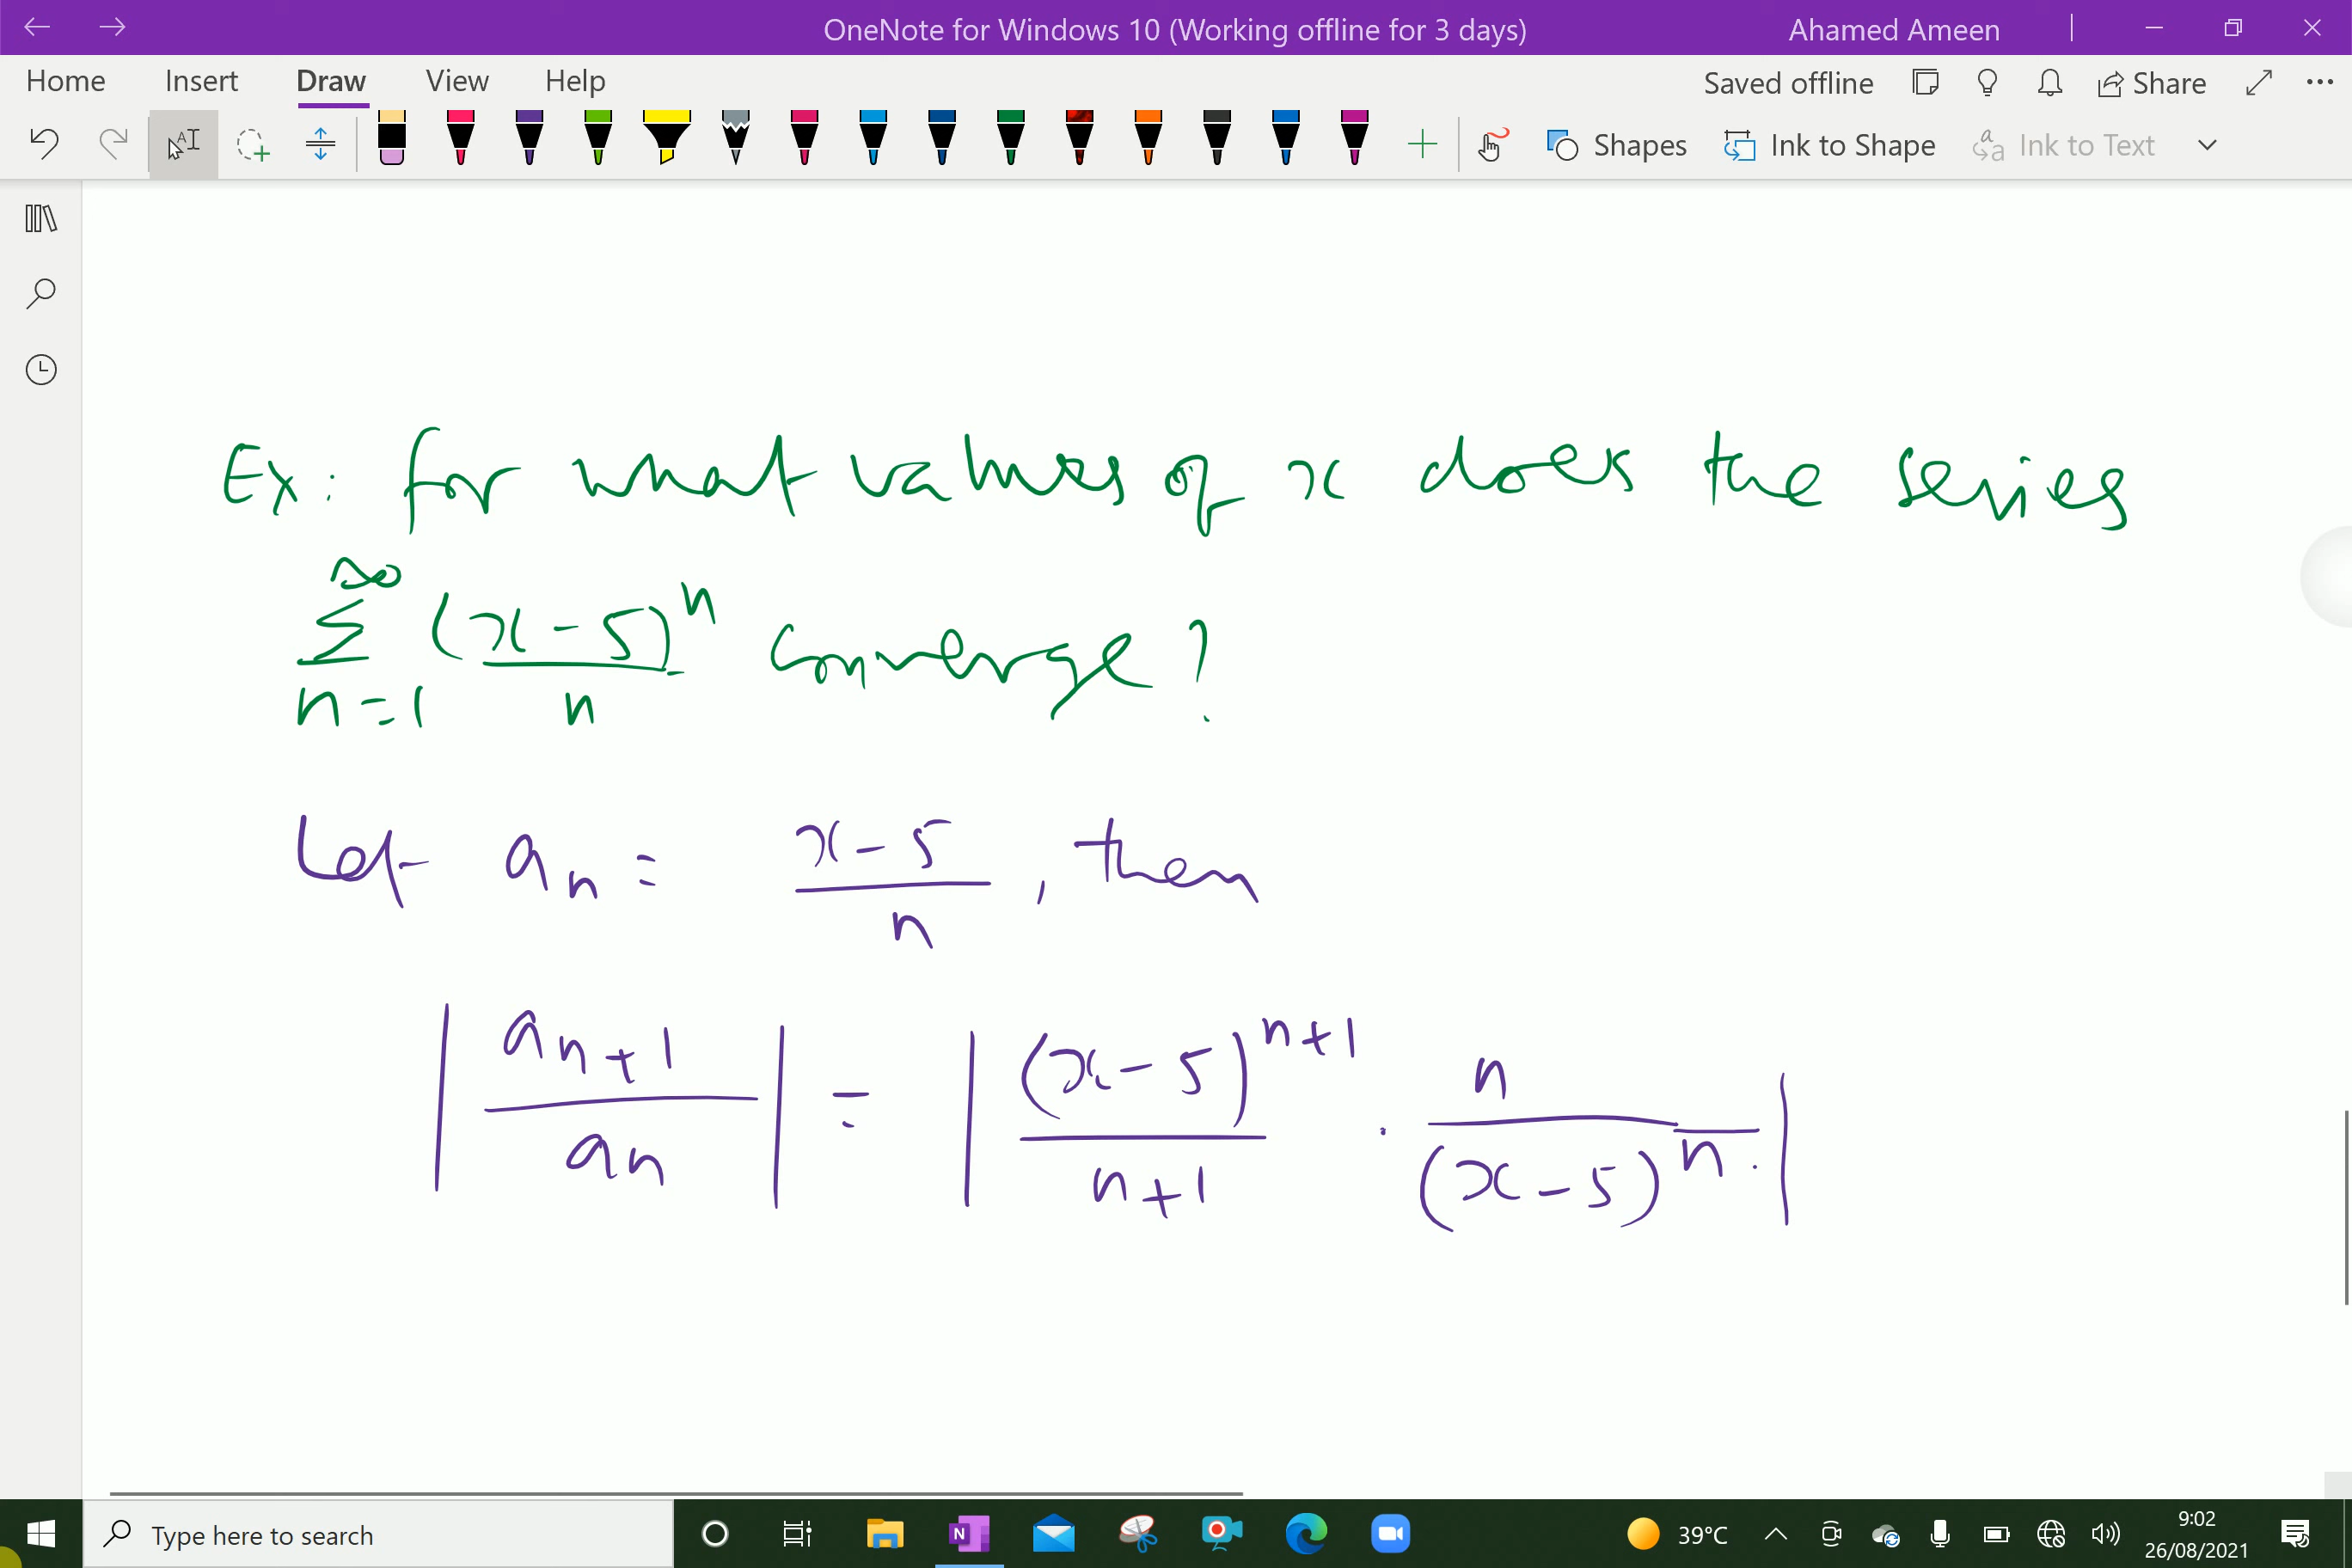 OneNote for Windows 10 (Working offline for 3 days) Ahamed Ameen
Home Insert Draw View Help Saved offline Share
Shapes Ink to Shape Ink to Text
Ex: for what values of x does the series
∞
∑ (x-5)^n / n converge?
n=1
Let a_n = (x-5)/n, then
|a_{n+1}/a_n| = |(x-5)^{n+1}/(n+1) · n/(x-5)^n.|
Type here to search 39°C 9:02
26/08/2021